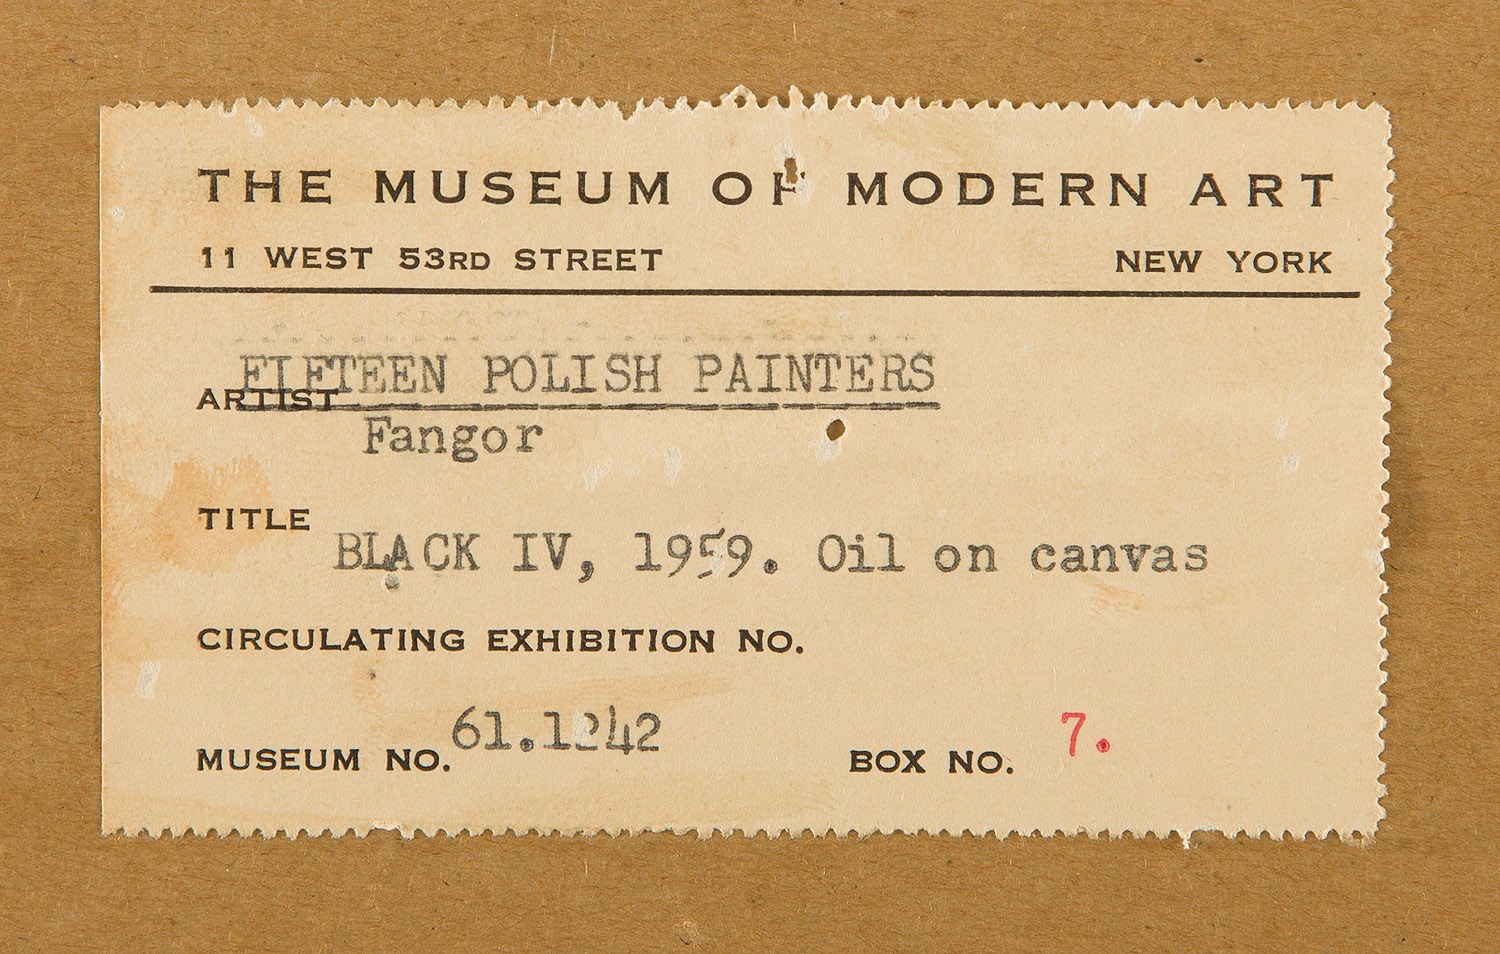 THE MUSEUM OF MODERN ART
11 WEST 53RD STREET NEW YORK
FIFTEEN POLISH PAINTERS
ARTIST
Fangor
TITLE
BLACK IV, 1959. Oil on canvas
CIRCULATING EXHIBITION NO.
MUSEUM NO. 61.1242 BOX NO. 7.